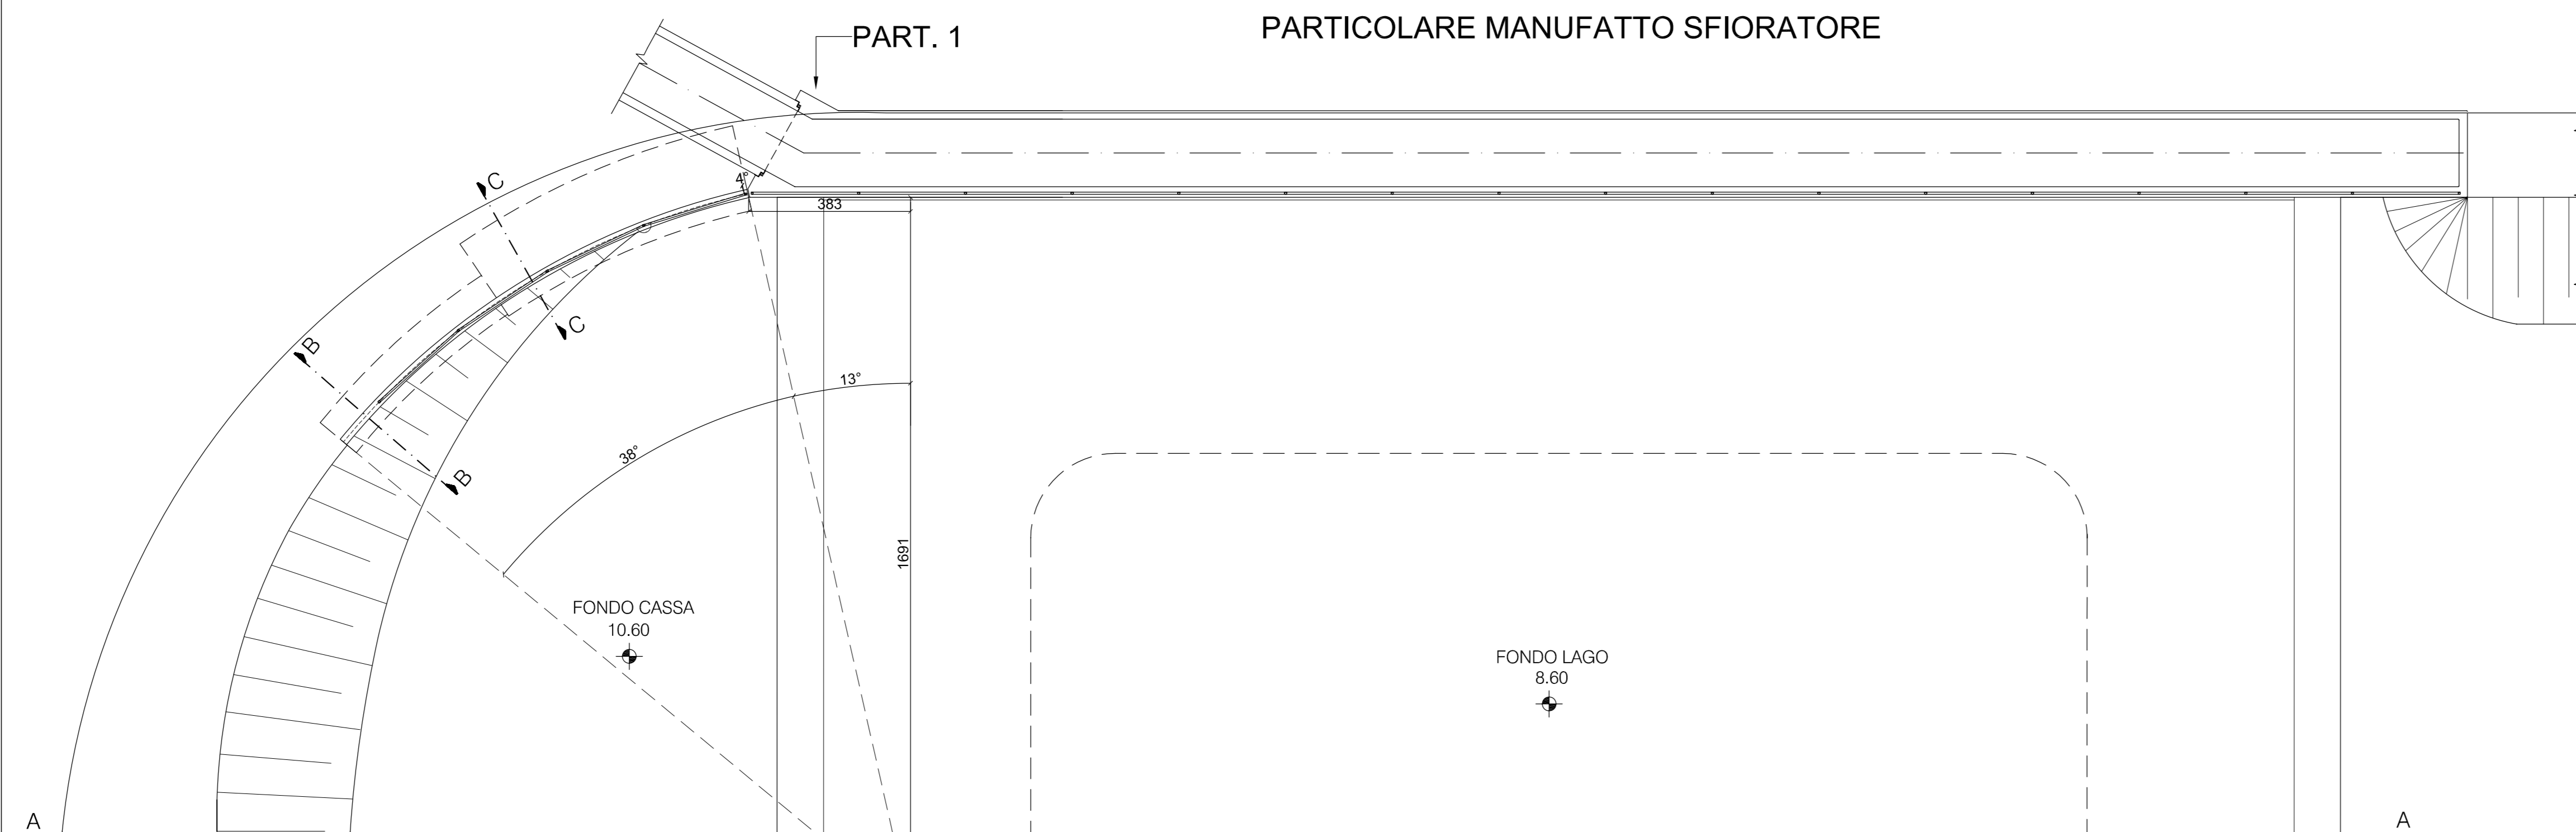 PARTICOLARE MANUFATTO SFIORATORE
PART. 1
C
4°
383
C
B
13°
38°
B
1691
FONDO CASSA
10.60
FONDO LAGO
8.60
A
A